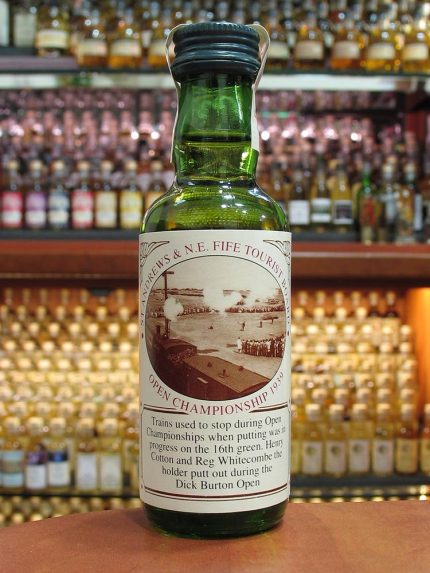 ST ANDREWS & N.E. FIFE TOURIST BOARD
OPEN CHAMPIONSHIP 1939
Trains used to stop during Open
Championships when putting was in
progress on the 16th green. Henry
Cotton and Reg Whitecombe the
holder putt out during the
Dick Burton Open